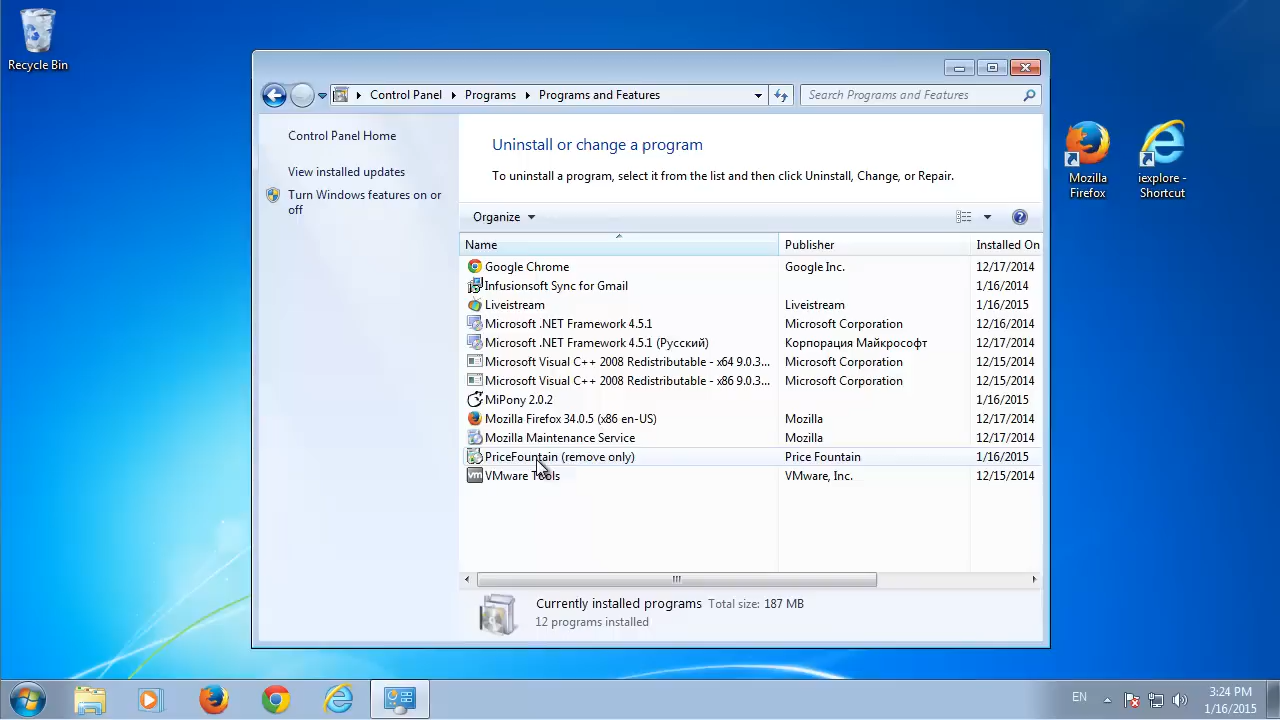 Recycle Bin
Control Panel Programs Programs and Features Search Programs and Features
Control Panel Home
View installed updates
Turn Windows features on or
off
Uninstall or change a program
To uninstall a program, select it from the list and then click Uninstall, Change, or Repair.
Organize
Name Publisher Installed On
Google Chrome Google Inc. 12/17/2014
Infusionsoft Sync for Gmail 1/16/2014
Liveistream Liveistream 1/16/2015
Microsoft .NET Framework 4.5.1 Microsoft Corporation 12/16/2014
Microsoft .NET Framework 4.5.1 (Русский) Корпорация Майкрософт 12/17/2014
Microsoft Visual C++ 2008 Redistributable - x64 9.0.3... Microsoft Corporation 12/15/2014
Microsoft Visual C++ 2008 Redistributable - x86 9.0.3... Microsoft Corporation 12/15/2014
MiPony 2.0.2 1/16/2015
Mozilla Firefox 34.0.5 (x86 en-US) Mozilla 12/17/2014
Mozilla Maintenance Service Mozilla 12/17/2014
PriceFountain (remove only) Price Fountain 1/16/2015
VMware Tools VMware, Inc. 12/15/2014
Currently installed programs Total size: 187 MB
12 programs installed
Mozilla
Firefox
iexplore -
Shortcut
EN
3:24 PM
1/16/2015